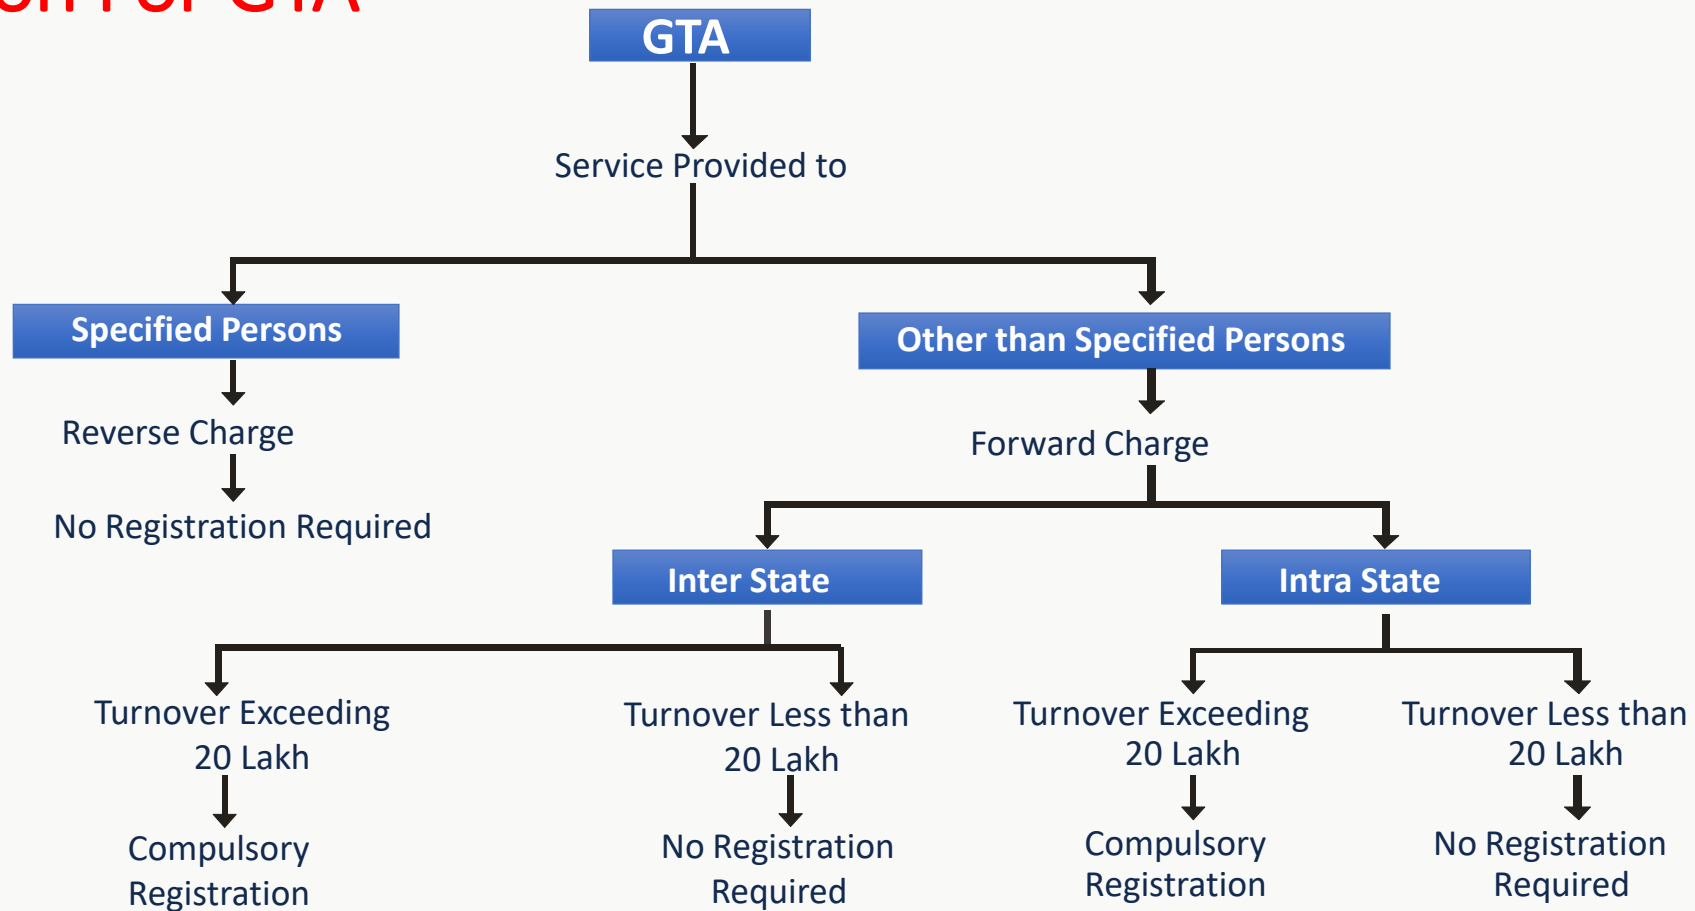 For GTA
GTA
Service Provided to
Specified Persons
Other than Specified Persons
Reverse Charge
Forward Charge
No Registration Required
Inter State
Intra State
Turnover Exceeding
20 Lakh
Turnover Less than
20 Lakh
Turnover Exceeding
20 Lakh
Turnover Less than
20 Lakh
Compulsory
Registration
No Registration
Required
Compulsory
Registration
No Registration
Required